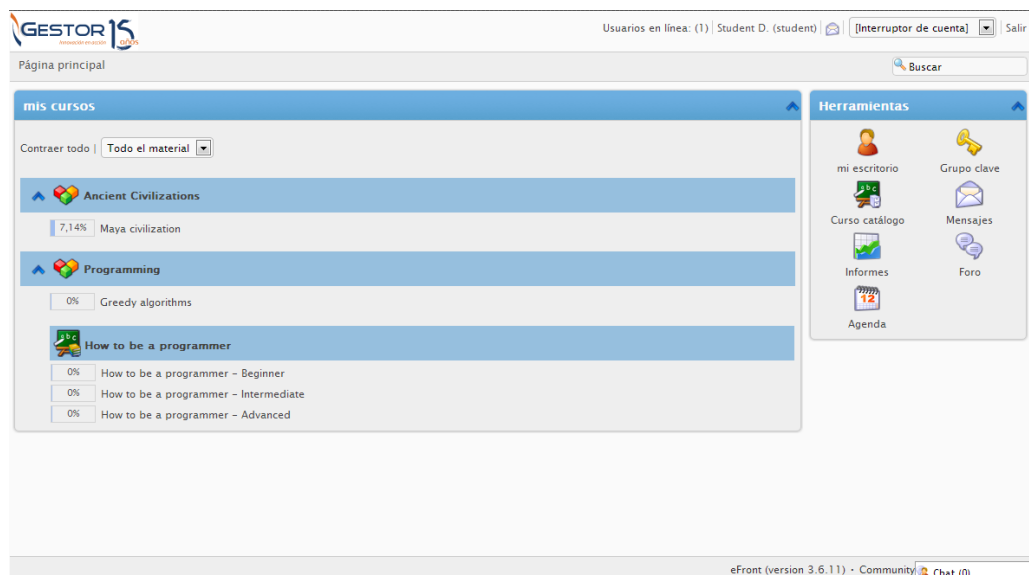 GESTOR 15 años
Innovación en acción
Usuarios en línea: (1) Student D. (student) [Interruptor de cuenta] Salir
Página principal
Buscar
mis cursos
Contraer todo | Todo el material
Ancient Civilizations
7,14% Maya civilization
Programming
0% Greedy algorithms
How to be a programmer
0% How to be a programmer - Beginner
0% How to be a programmer - Intermediate
0% How to be a programmer - Advanced
Herramientas
mi escritorio Grupo clave
Curso catálogo Mensajes
Informes Foro
12
Agenda
eFront (version 3.6.11) • Community
Chat (0)